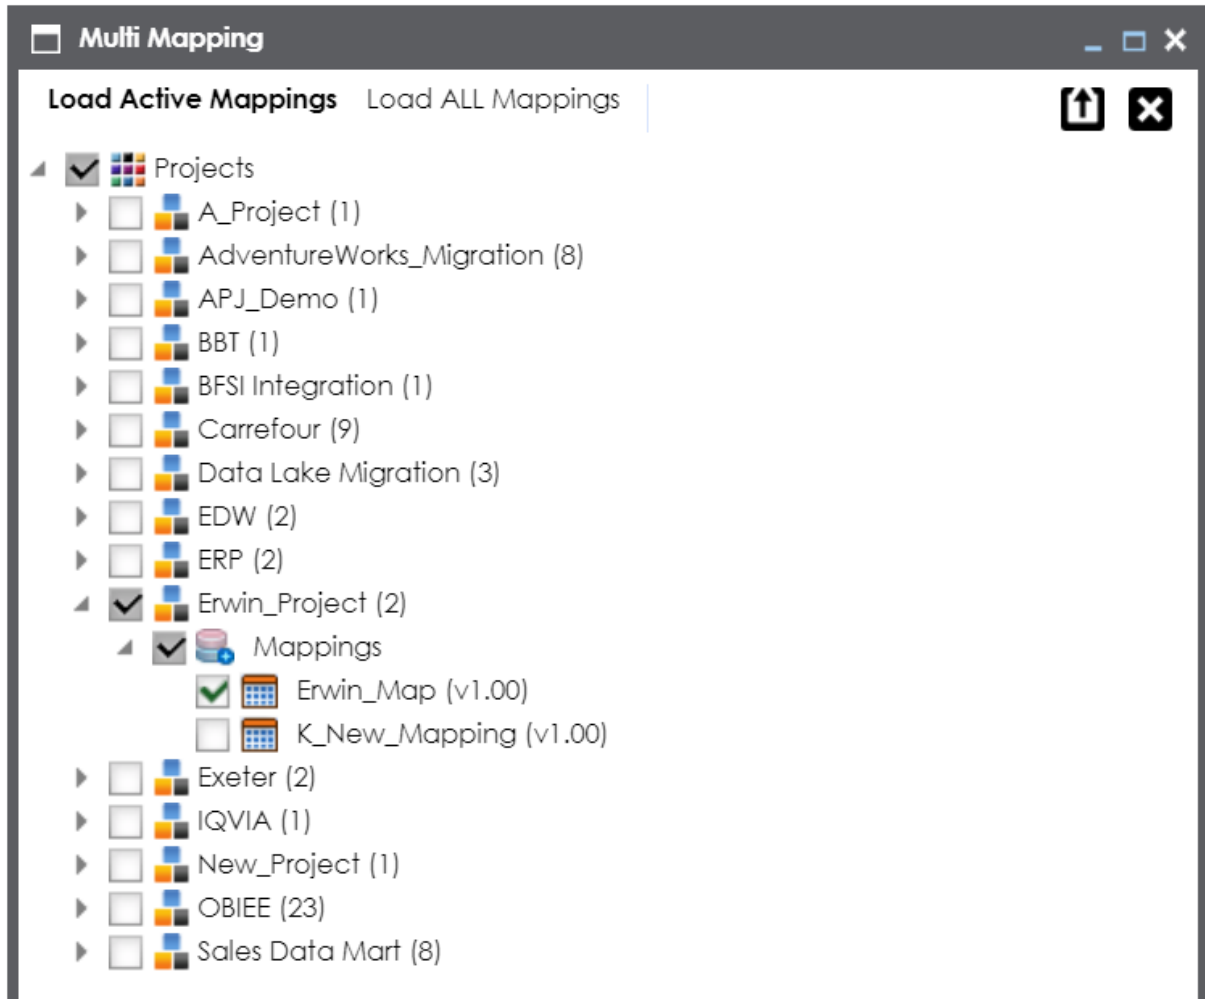 Multi Mapping
Load Active Mappings Load ALL Mappings
Projects
A_Project (1)
AdventureWorks_Migration (8)
APJ_Demo (1)
BBT (1)
BFSI Integration (1)
Carrefour (9)
Data Lake Migration (3)
EDW (2)
ERP (2)
Erwin_Project (2)
Mappings
Erwin_Map (v1.00)
K_New_Mapping (v1.00)
Exeter (2)
IQVIA (1)
New_Project (1)
OBIEE (23)
Sales Data Mart (8)